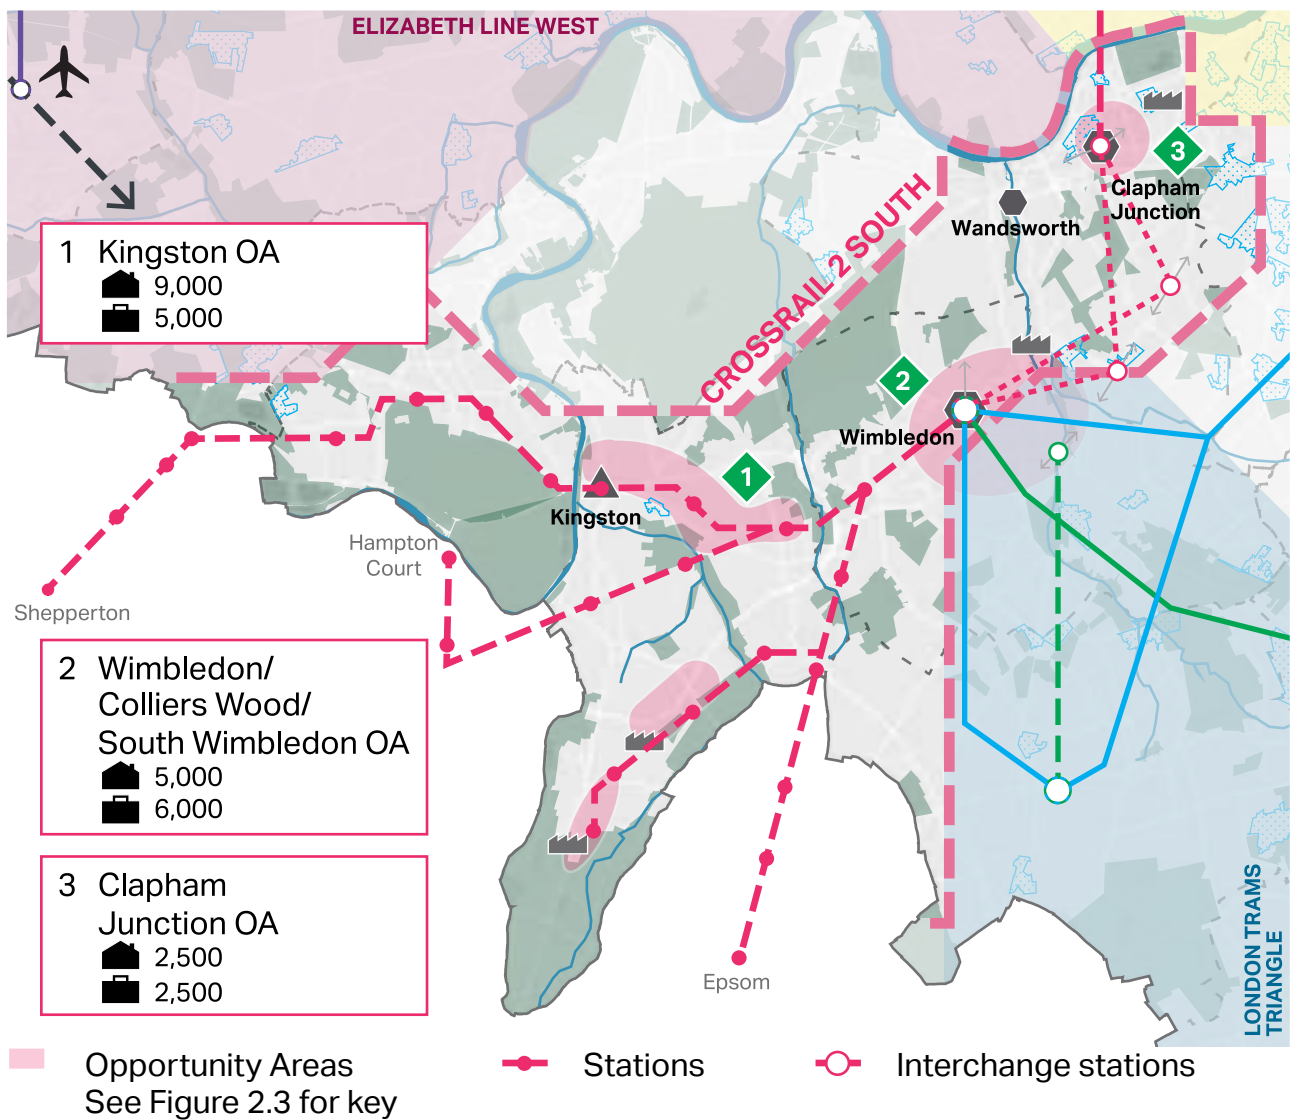 ELIZABETH LINE WEST
3
Clapham
Junction
Wandsworth
CROSSRAIL 2 SOUTH
1 Kingston OA
9,000
5,000
2
Wimbledon
1
Kingston
Hampton
Court
Shepperton
2 Wimbledon/
Colliers Wood/
South Wimbledon OA
5,000
6,000
3 Clapham
Junction OA
2,500
2,500
Epsom
LONDON TRAMS
TRIANGLE
Opportunity Areas
See Figure 2.3 for key
Stations
Interchange stations